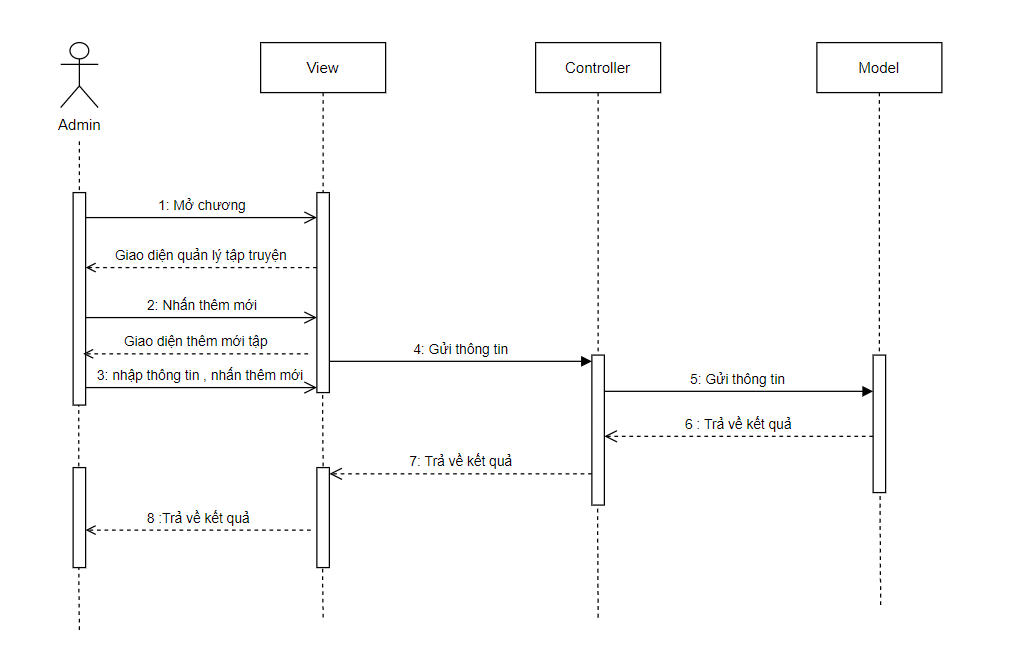 View
Controller
Model
Admin
1: Mở chương
Giao diện quản lý tập truyện
2: Nhấn thêm mới
Giao diện thêm mới tập
4: Gửi thông tin
3: nhập thông tin , nhấn thêm mới
5: Gửi thông tin
6 : Trả về kết quả
7: Trả về kết quả
8 :Trả về kết quả